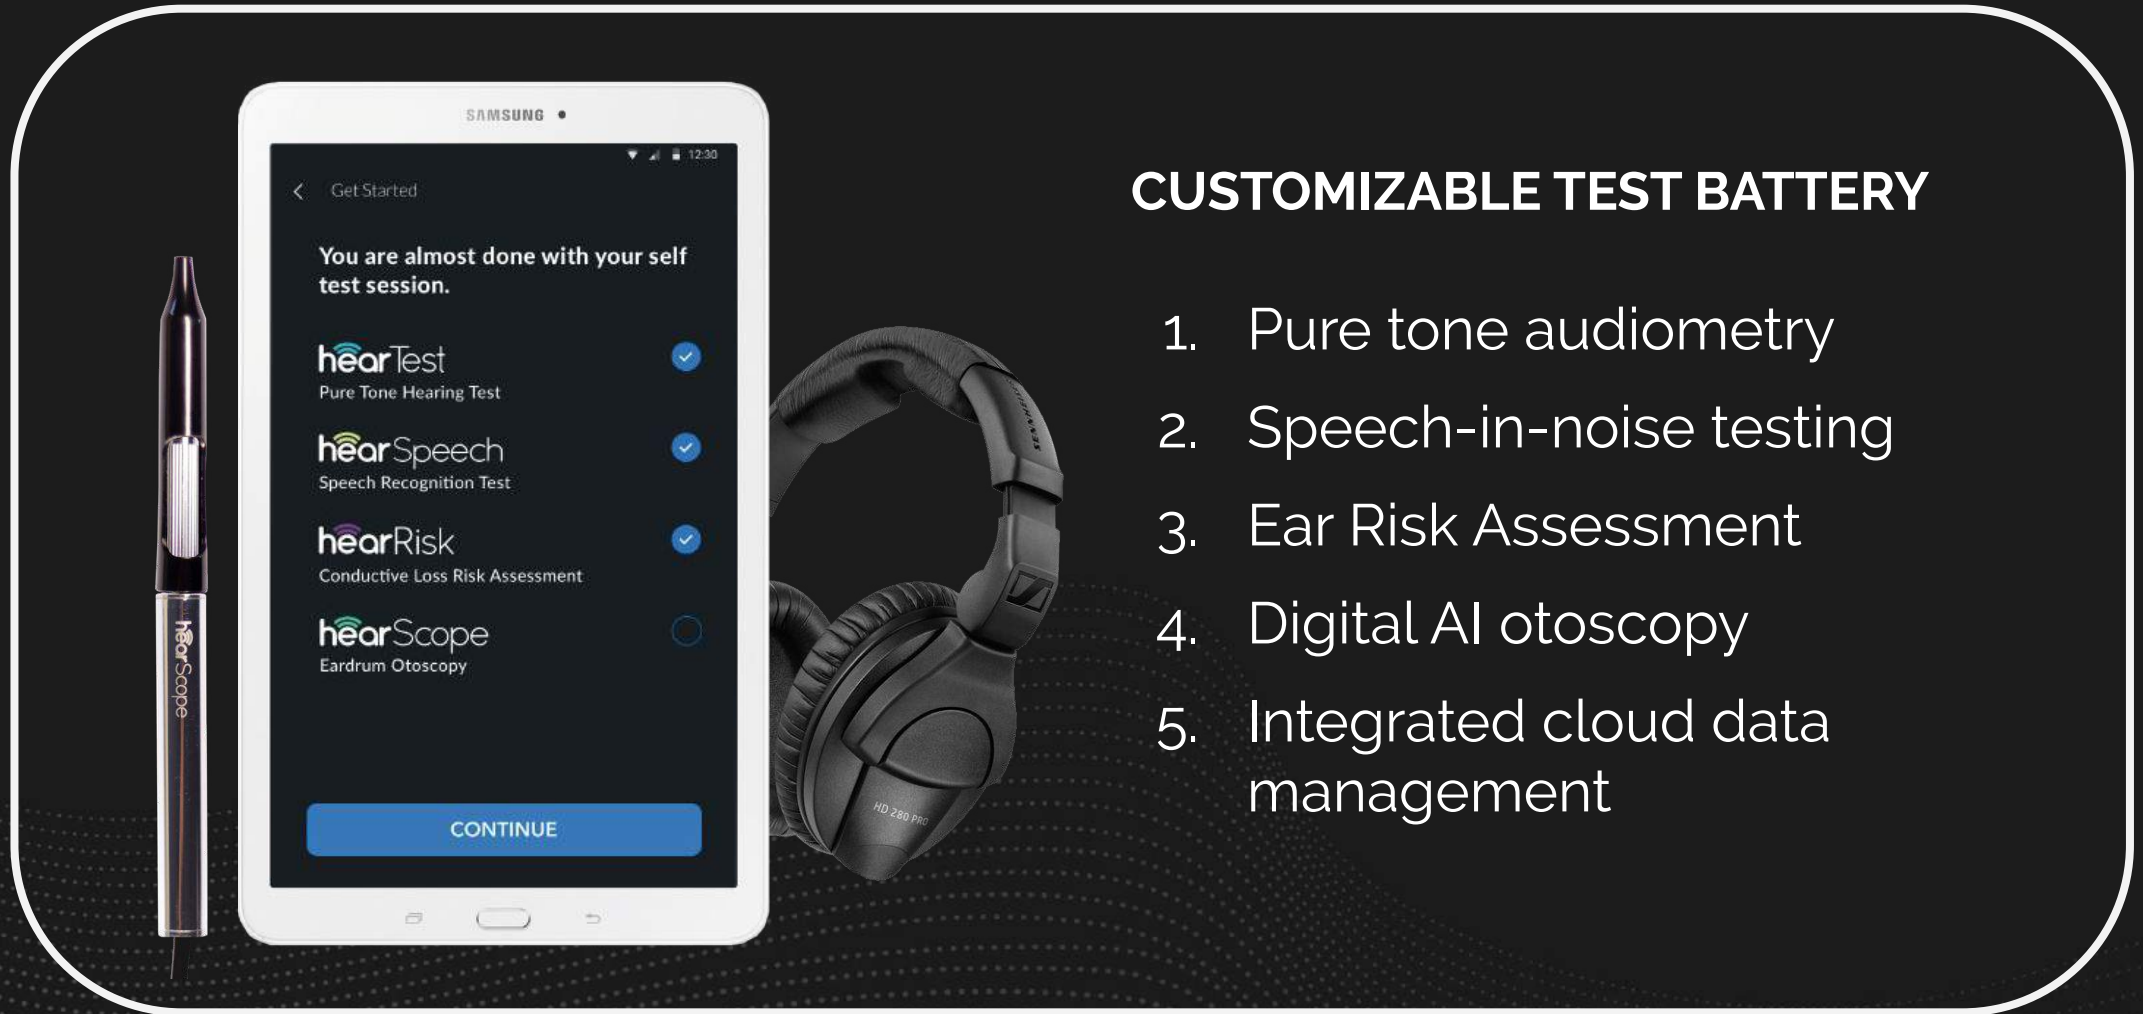 SAMSUNG
12:30
Get Started
You are almost done with your self
test session.
hearTest
Pure Tone Hearing Test
hearSpeech
Speech Recognition Test
hearRisk
Conductive Loss Risk Assessment
hearScope
Eardrum Otoscopy
CONTINUE
hearScope
SENNHEISER
HD 280 PRO
CUSTOMIZABLE TEST BATTERY
1. Pure tone audiometry
2. Speech-in-noise testing
3. Ear Risk Assessment
4. Digital AI otoscopy
5. Integrated cloud data
management